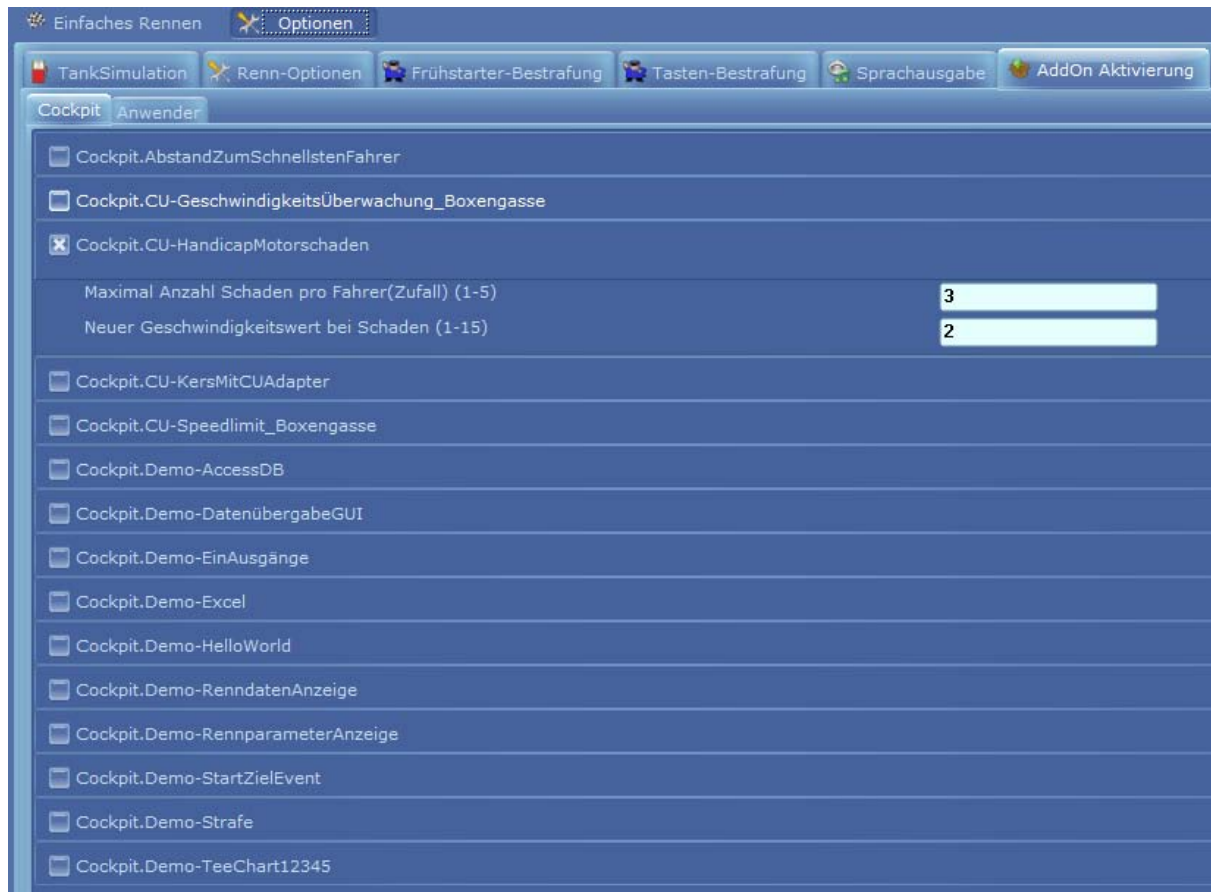 Einfaches Rennen Optionen
TankSimulation Renn-Optionen Frühstarter-Bestrafung Tasten-Bestrafung Sprachausgabe AddOn Aktivierung
Cockpit Anwender
Cockpit.AbstandZumSchnellstenFahrer
Cockpit.CU-GeschwindigkeitsÜberwachung_Boxengasse
Cockpit.CU-HandicapMotorschaden
Maximal Anzahl Schaden pro Fahrer(Zufall) (1-5) 3
Neuer Geschwindigkeitswert bei Schaden (1-15) 2
Cockpit.CU-KersMitCUAdapter
Cockpit.CU-Speedlimit_Boxengasse
Cockpit.Demo-AccessDB
Cockpit.Demo-DatenübergabeGUI
Cockpit.Demo-EinAusgänge
Cockpit.Demo-Excel
Cockpit.Demo-HelloWorld
Cockpit.Demo-RenndatenAnzeige
Cockpit.Demo-RennparameterAnzeige
Cockpit.Demo-StartZielEvent
Cockpit.Demo-Strafe
Cockpit.Demo-TeeChart12345